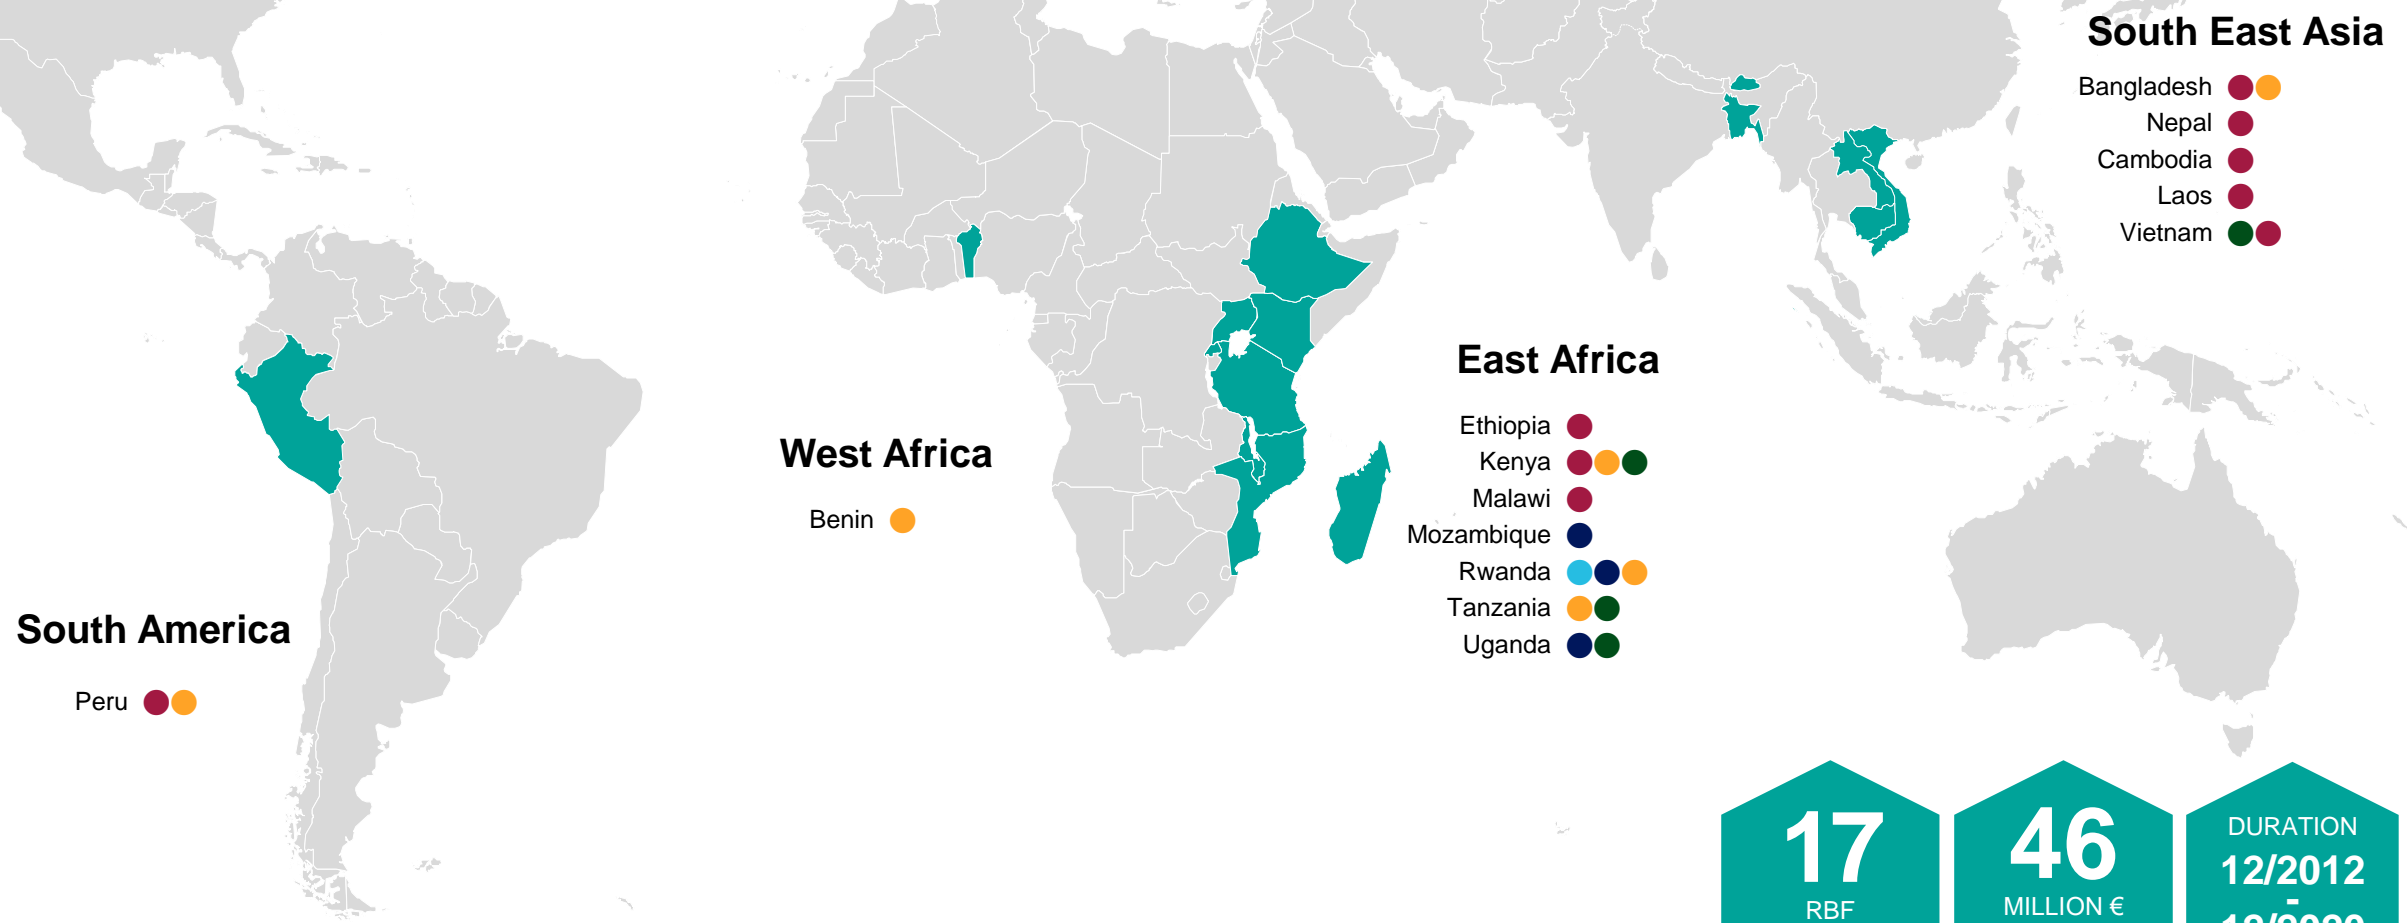 South East Asia
Bangladesh
Nepal
Cambodia
Laos
Vietnam
East Africa
Ethiopia
Kenya
Malawi
Mozambique
Rwanda
Tanzania
Uganda
West Africa
Benin
South America
Peru
17
RBF
46
MILLION €
DURATION
12/2012
-